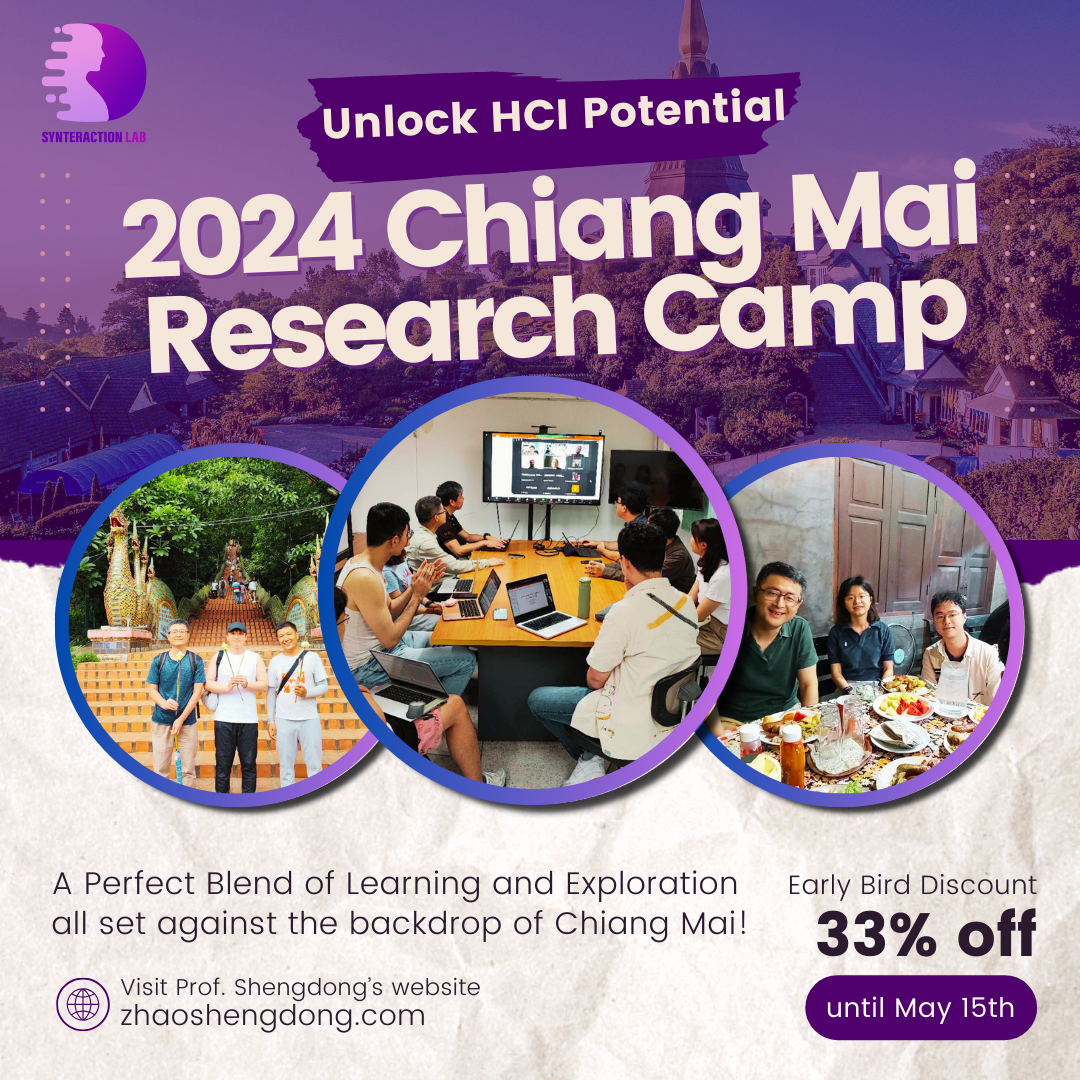 SYNTERACTION LAB
Unlock HCI Potential
2024 Chiang Mai
Research Camp
A Perfect Blend of Learning and Exploration
all set against the backdrop of Chiang Mai!
Early Bird Discount
33% off
until May 15th
Visit Prof. Shengdong's website
zhaoshengdong.com